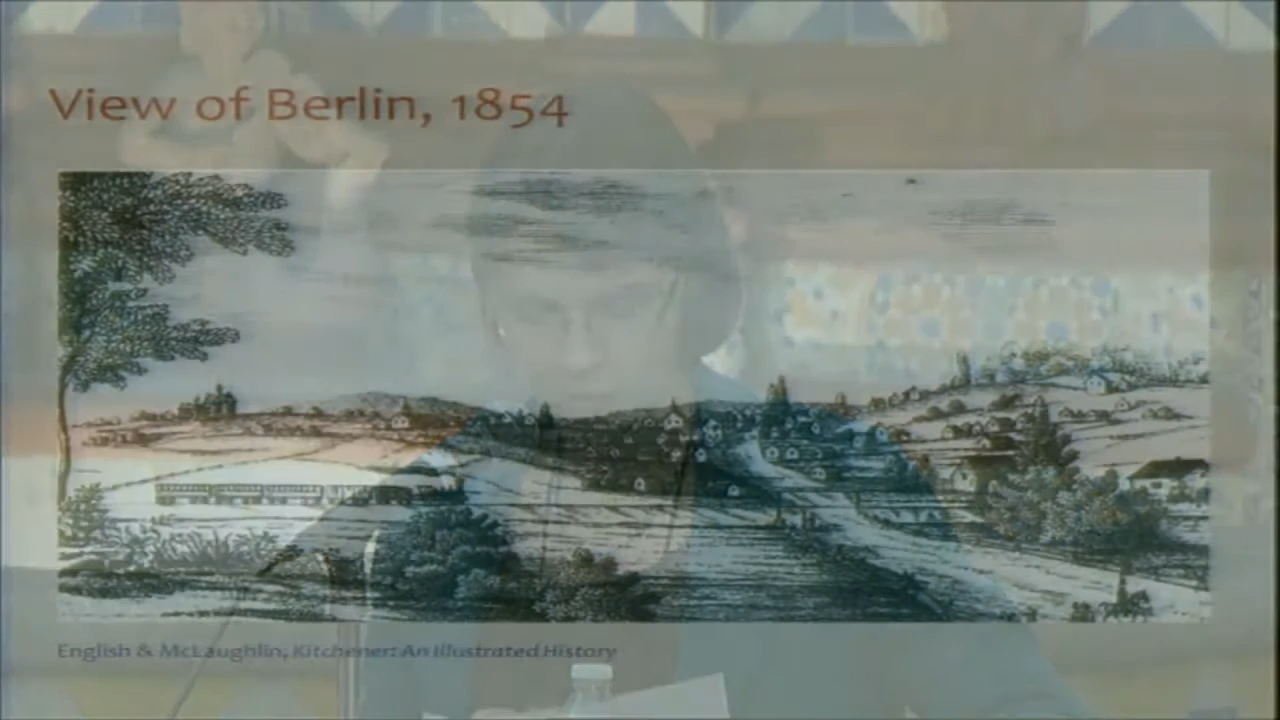 View of Berlin, 1854
English & McLaughlin, Kitchener: An Illustrated History